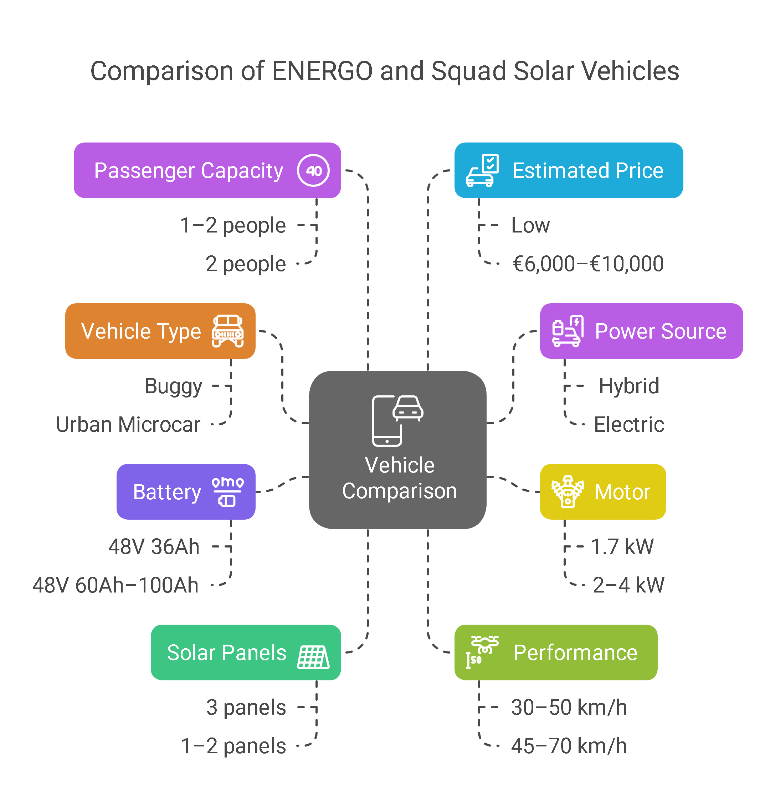 Comparison of ENERGO and Squad Solar Vehicles
Passenger Capacity
40
1–2 people
2 people
Estimated Price
Low
€6,000–€10,000
Vehicle Type
Buggy
Urban Microcar
Power Source
Hybrid
Electric
Vehicle
Comparison
Battery
48V 36Ah
48V 60Ah–100Ah
Motor
1.7 kW
2–4 kW
Solar Panels
3 panels
1–2 panels
Performance
50
30–50 km/h
45–70 km/h